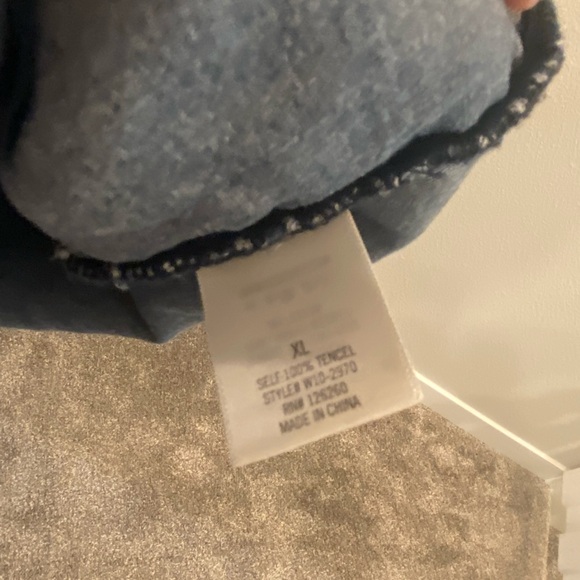 XL
SELF:100% TENCEL
STYLE# W10-2970
RN# 126260
MADE IN CHINA